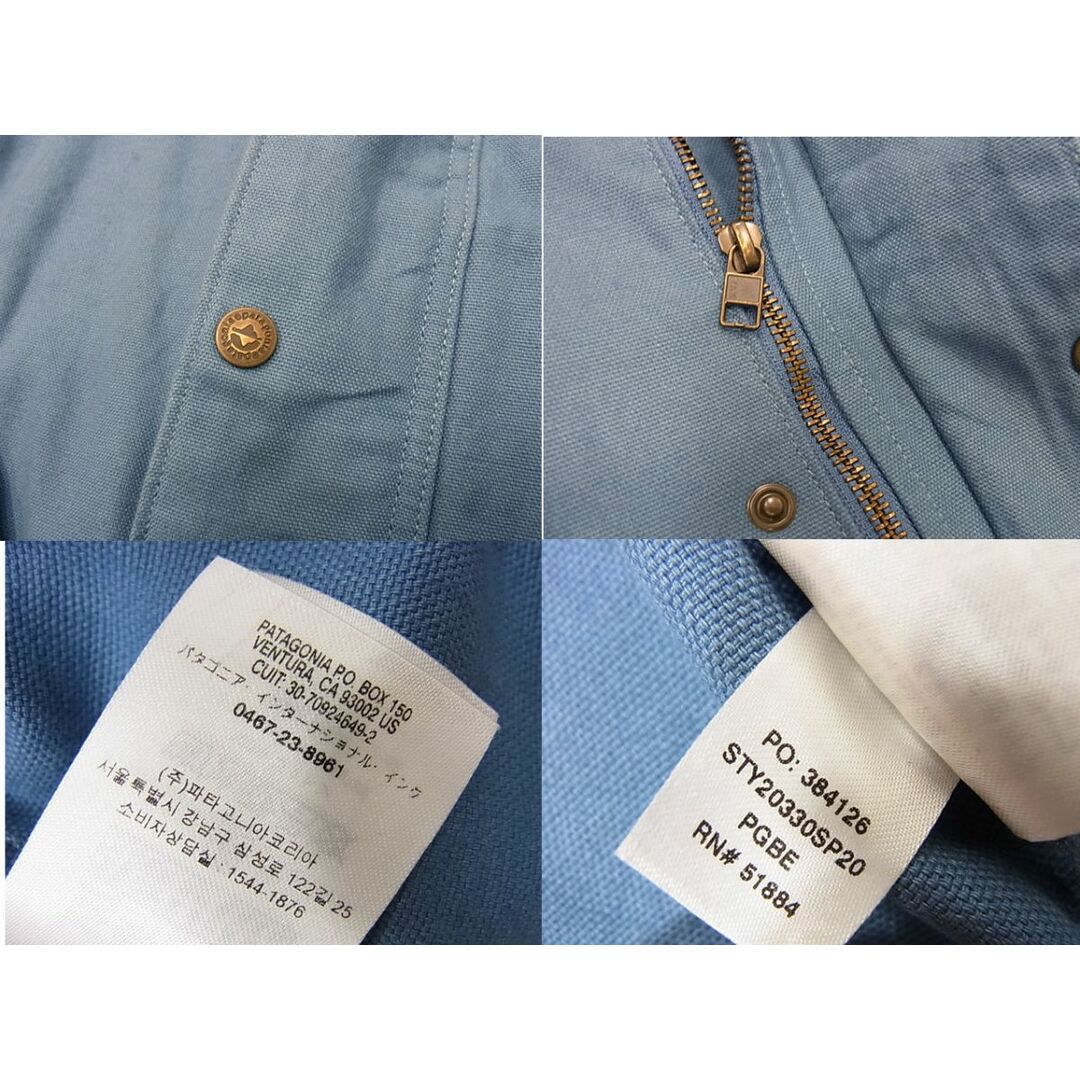 patagonia patagonia
PATAGONIA P.O. BOX 150
VENTURA, CA 93002 US
CUIT: 30-70924649-2
パタゴニア・インターナショナル・インク
0467-23-8961
(주)파타고니아코리아
서울특별시 강남구 삼성로 122길 25
소비자상담실 : 1544-1876
PO: 384126
STY20330SP20
PGBE
RN# 51884